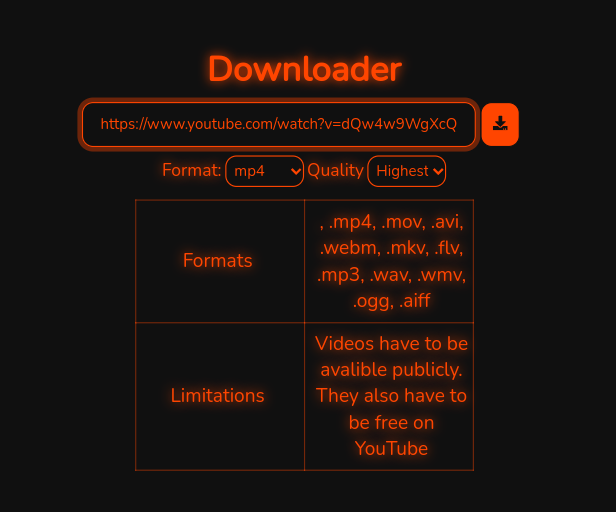 Downloader
https://www.youtube.com/watch?v=dQw4w9WgXcQ
Format: mp4 Quality Highest
, .mp4, .mov, .avi,
.webm, .mkv, .flv,
Formats
.mp3, .wav, .wmv,
.ogg, .aiff
Videos have to be
avalible publicly.
Limitations
They also have to
be free on
YouTube